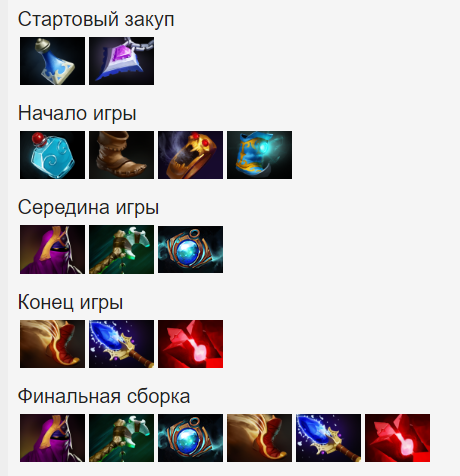 Стартовый закуп
Начало игры
Середина игры
Конец игры
Финальная сборка